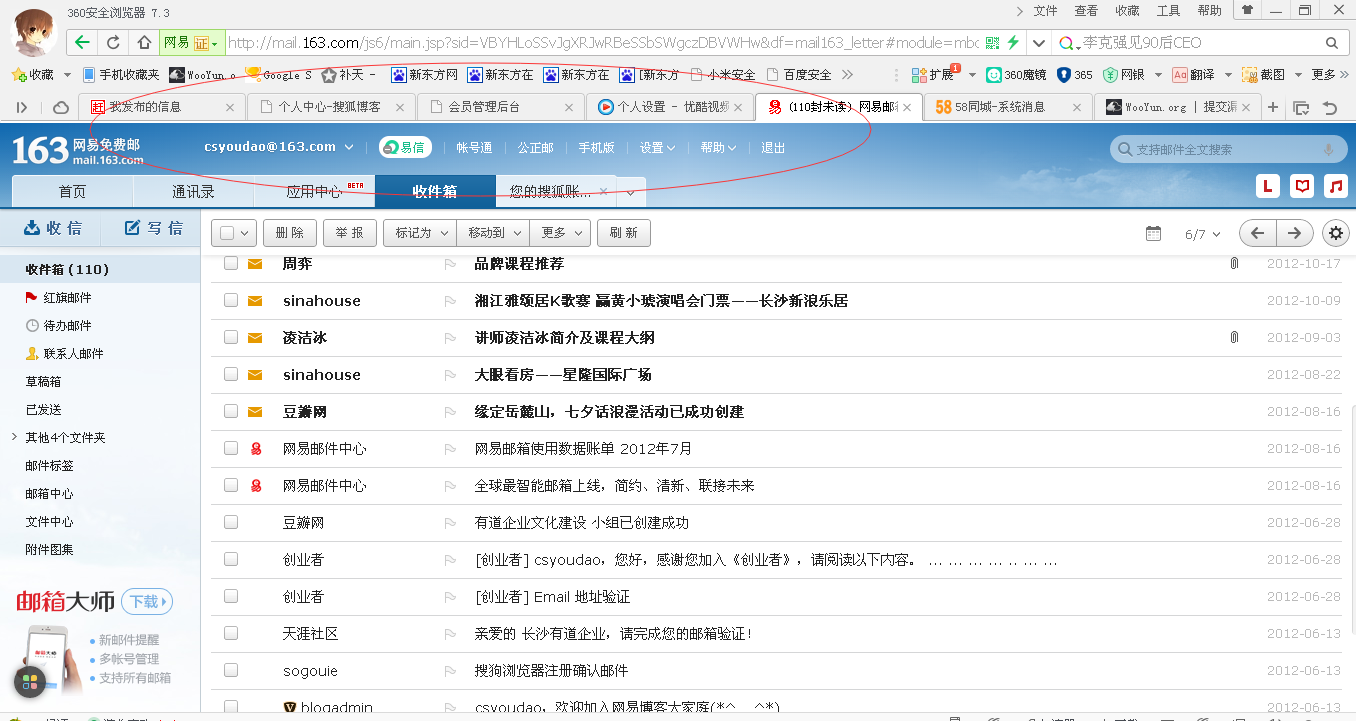 360安全浏览器 7.3 文件 查看 收藏 工具 帮助
网易 证 http://mail.163.com/js6/main.jsp?sid=VBYHLoSSvJgXRJwRBeSSbSWgczDBVWHw&df=mail163_letter#module=mbo 李克强见90后CEO
收藏 手机收藏夹 WooYun.o Google S 补天 - 新东方网 新东方在 新东方在 [新东方 小米安全 百度安全 扩展 1 360魔镜 365 网银 Aa 翻译 截图 更多
我发布的信息 个人中心-搜狐博客 会员管理后台 个人设置 - 优酷视频 (110封未读) 网易邮 58 58同城-系统消息 WooYun.org | 提交漏
163 网易免费邮 mail.163.com csyoudao@163.com 易信 帐号通 公正邮 手机版 设置 帮助 退出 支持邮件全文搜索
首页 通讯录 应用中心 BETA 收件箱 您的搜狐账... L
收信 写信 删除 举报 标记为 移动到 更多 刷新 6/7
收件箱 (110)
红旗邮件
待办邮件
联系人邮件
草稿箱
已发送
其他4个文件夹
邮件标签
邮箱中心
文件中心
附件图集
邮箱大师 下载
新邮件提醒
多帐号管理
支持所有邮箱
周弈 品牌课程推荐 2012-10-17
sinahouse 湘江雅颂居K歌赛 赢黄小琥演唱会门票——长沙新浪乐居 2012-10-09
凌洁冰 讲师凌洁冰简介及课程大纲 2012-09-03
sinahouse 大眼看房——星隆国际广场 2012-08-22
豆瓣网 缘定岳麓山，七夕话浪漫活动已成功创建 2012-08-16
网易邮件中心 网易邮箱使用数据账单 2012年7月 2012-08-16
网易邮件中心 全球最智能邮箱上线，简约、清新、联接未来 2012-08-16
豆瓣网 有道企业文化建设 小组已创建成功 2012-06-28
创业者 [创业者] csyoudao，您好，感谢您加入《创业者》，请阅读以下内容。 ... ... ... ... .. ... ... 2012-06-28
创业者 [创业者] Email 地址验证 2012-06-28
天涯社区 亲爱的 长沙有道企业，请完成您的邮箱验证！ 2012-06-13
sogouie 搜狗浏览器注册确认邮件 2012-06-13
blogadmin csyoudao，欢迎加入网易博客大家庭(*^__^*) 2012-06-13